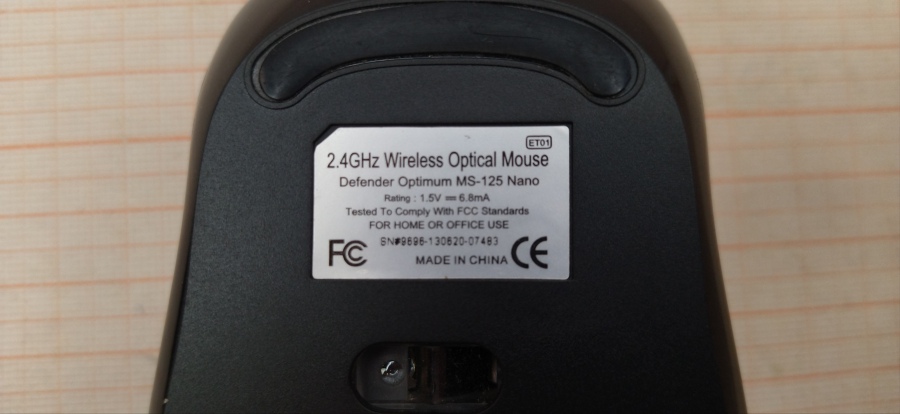 ET01
2.4GHz Wireless Optical Mouse
Defender Optimum MS-125 Nano
Rating : 1.5V ⎓ 6.8mA
Tested To Comply With FCC Standards
FOR HOME OR OFFICE USE
SN#9696-130620-07483
FC CE
MADE IN CHINA